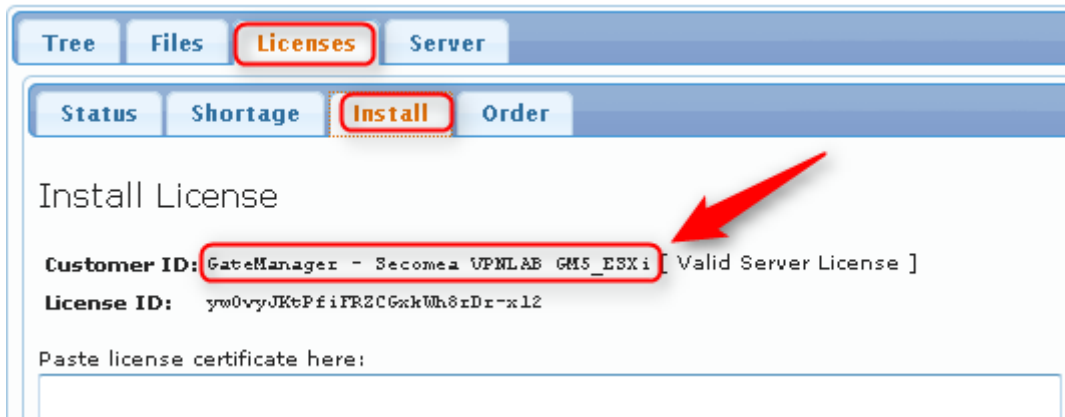 Tree Files Licenses Server
Status Shortage Install Order
Install License
Customer ID: GateManager - Secomea VPNLAB GM5_ESXi [ Valid Server License ]
License ID: yw0vyJKtPfiFRZCGxkWh8rDr-xl2
Paste license certificate here: